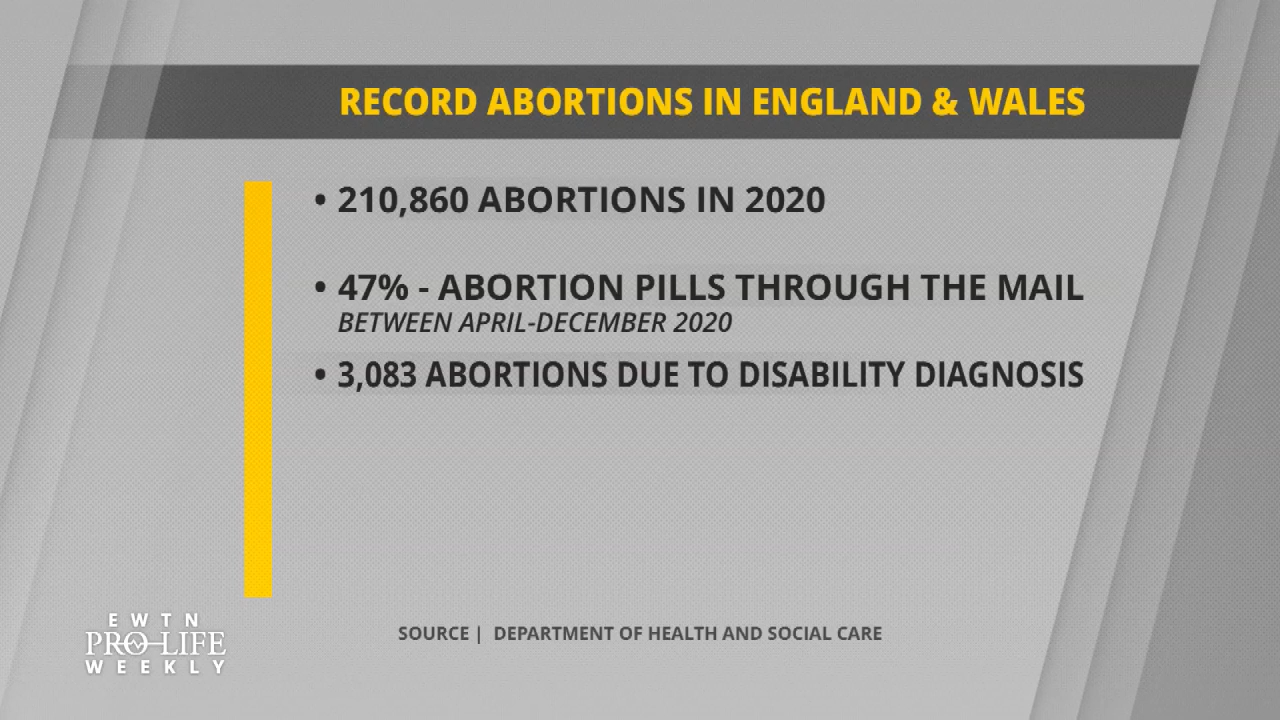 RECORD ABORTIONS IN ENGLAND & WALES
• 210,860 ABORTIONS IN 2020
• 47% - ABORTION PILLS THROUGH THE MAIL
BETWEEN APRIL-DECEMBER 2020
• 3,083 ABORTIONS DUE TO DISABILITY DIAGNOSIS
SOURCE | DEPARTMENT OF HEALTH AND SOCIAL CARE
EWTN
PRO-LIFE
WEEKLY